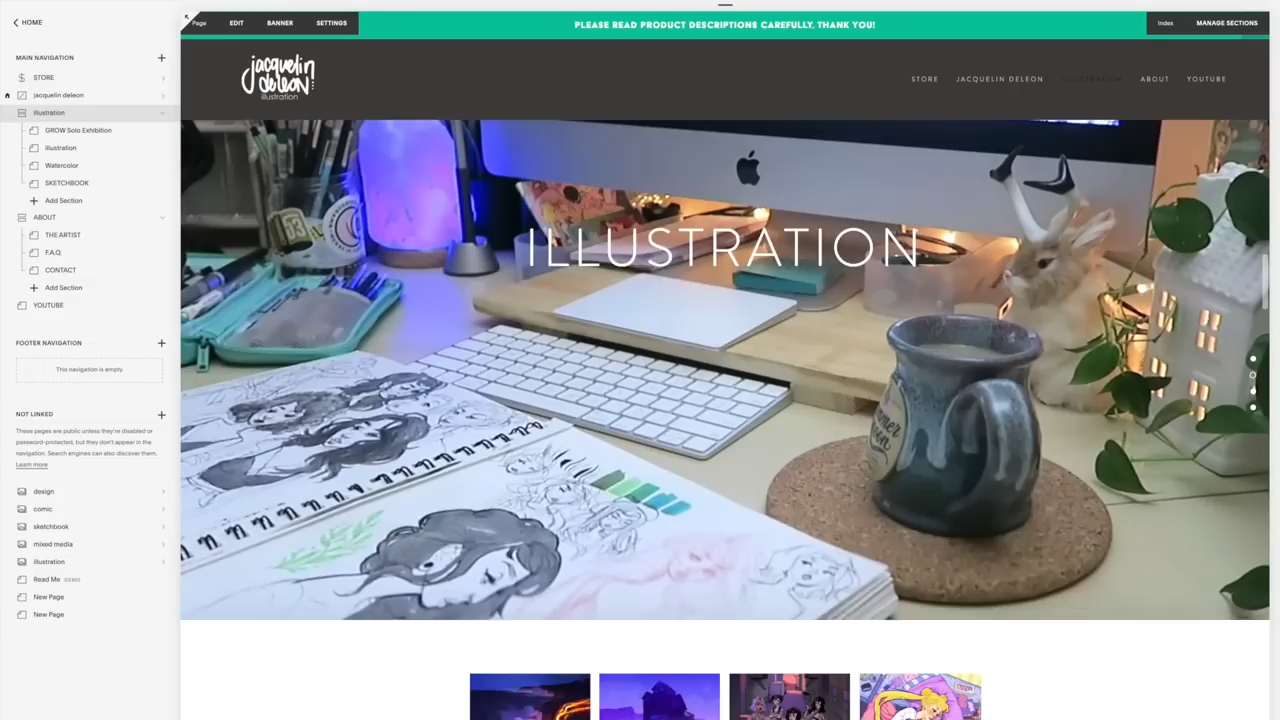 HOME
MAIN NAVIGATION
STORE
jacquelin deleon
illustration
GROW Solo Exhibition
illustration
Watercolor
SKETCHBOOK
Add Section
ABOUT
THE ARTIST
F.A.Q.
CONTACT
Add Section
YOUTUBE
FOOTER NAVIGATION
This navigation is empty
NOT LINKED
These pages are public unless they're disabled or
password-protected, but they don't appear in the
navigation. Search engines can also discover them.
Learn more
design
comic
sketchbook
mixed media
illustration
Read Me DEMO
New Page
New Page
Page EDIT BANNER SETTINGS
PLEASE READ PRODUCT DESCRIPTIONS CAREFULLY, THANK YOU!
Index MANAGE SECTIONS
jacquelin
deleon
illustration
STORE JACQUELIN DELEON ILLUSTRATION ABOUT YOUTUBE
ILLUSTRATION